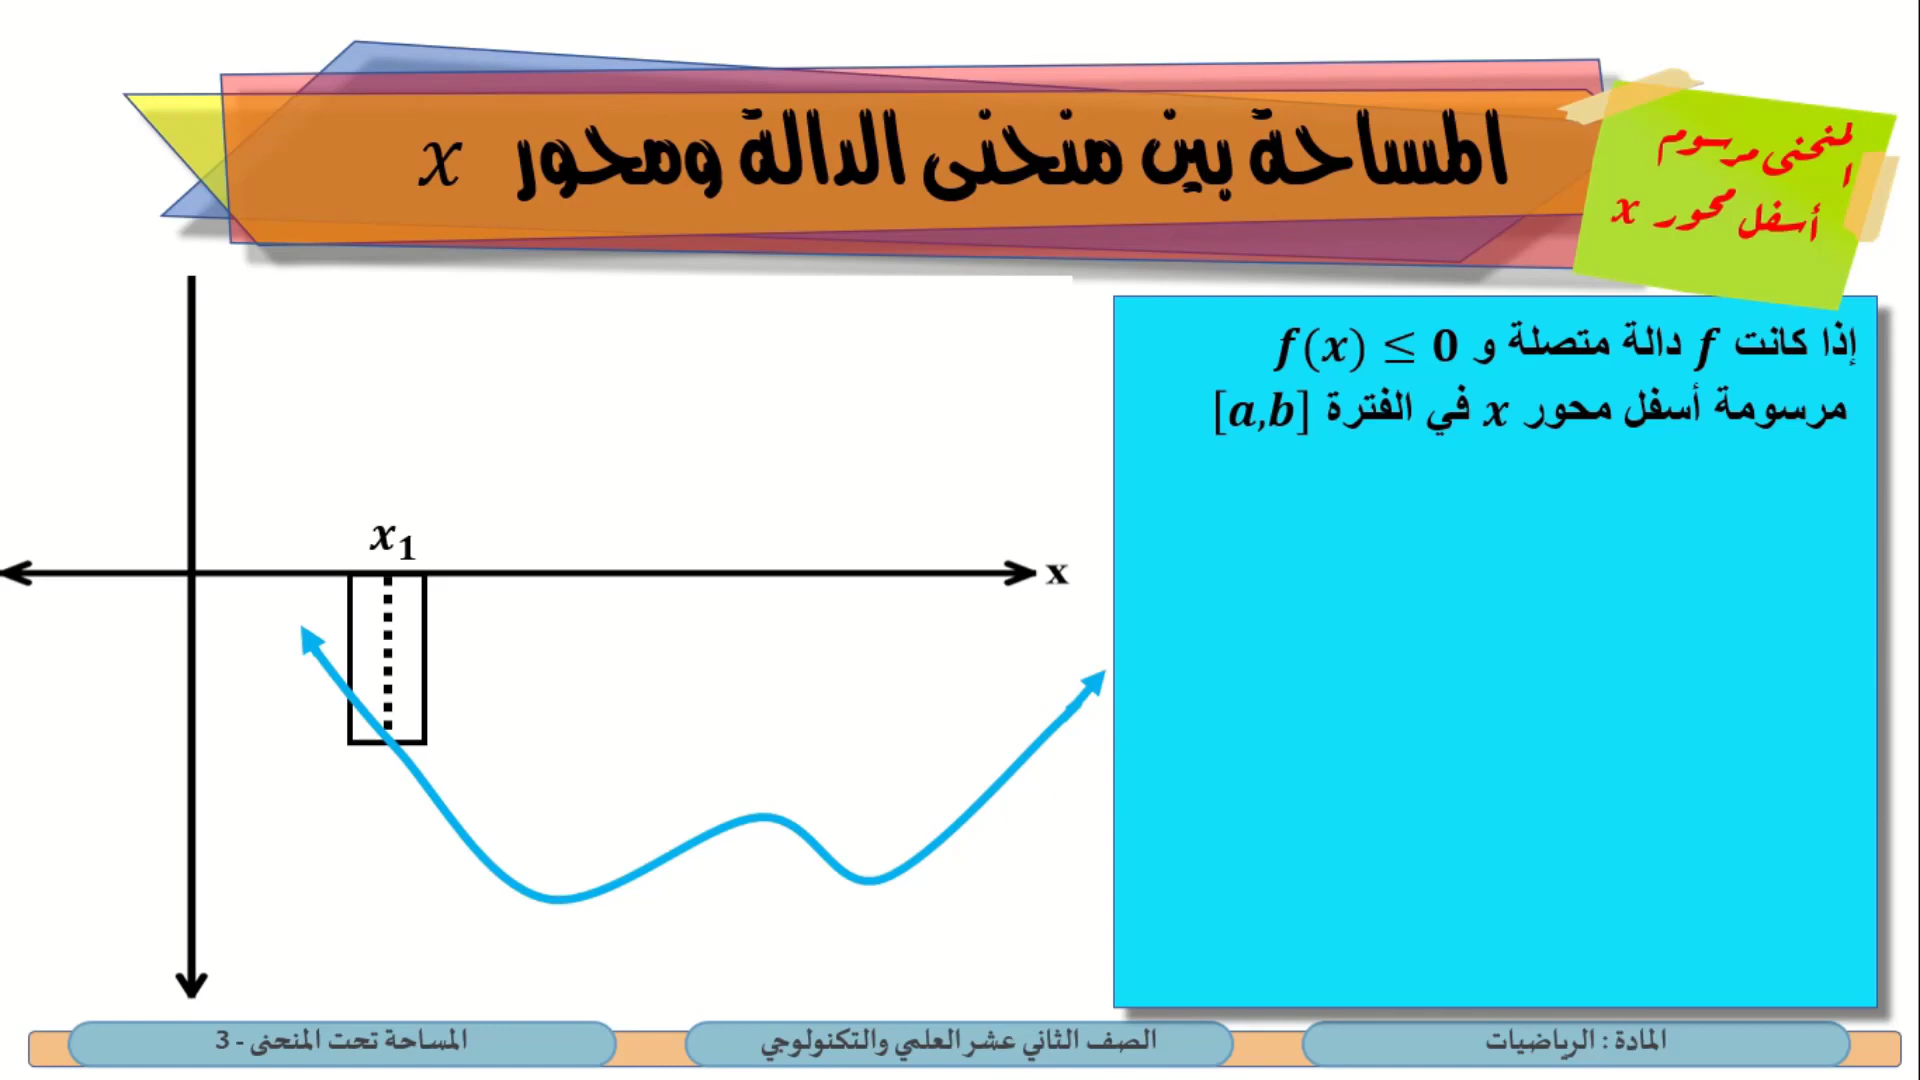 المساحة بين منحنى الدالة ومحور x
المنحنى مرسوم
أسفل محور x
إذا كانت f دالة متصلة و f(x) ≤ 0
مرسومة أسفل محور x في الفترة [a,b]
x₁
x
المادة : الرياضيات
الصف الثاني عشر العلمي والتكنولوجي
المساحة تحت المنحنى - 3